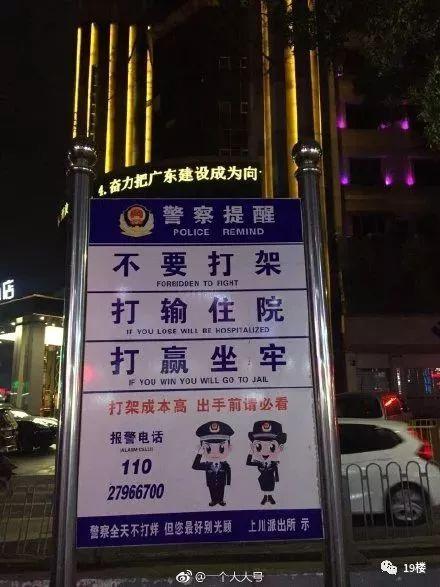 4.奋力把广东建设成为向
店
警察提醒
POLICE REMIND
不要打架
FORBIDDEN TO FIGHT
打输住院
IF YOU LOSE WILL BE HOSPITALIZED
打赢坐牢
IF YOU WIN YOU WILL GO TO JAIL
打架成本高 出手前请必看
报警电话
110
27966700
警察全天不打烊 但您最好别光顾 上川派出所 示
@一个人大号
19楼